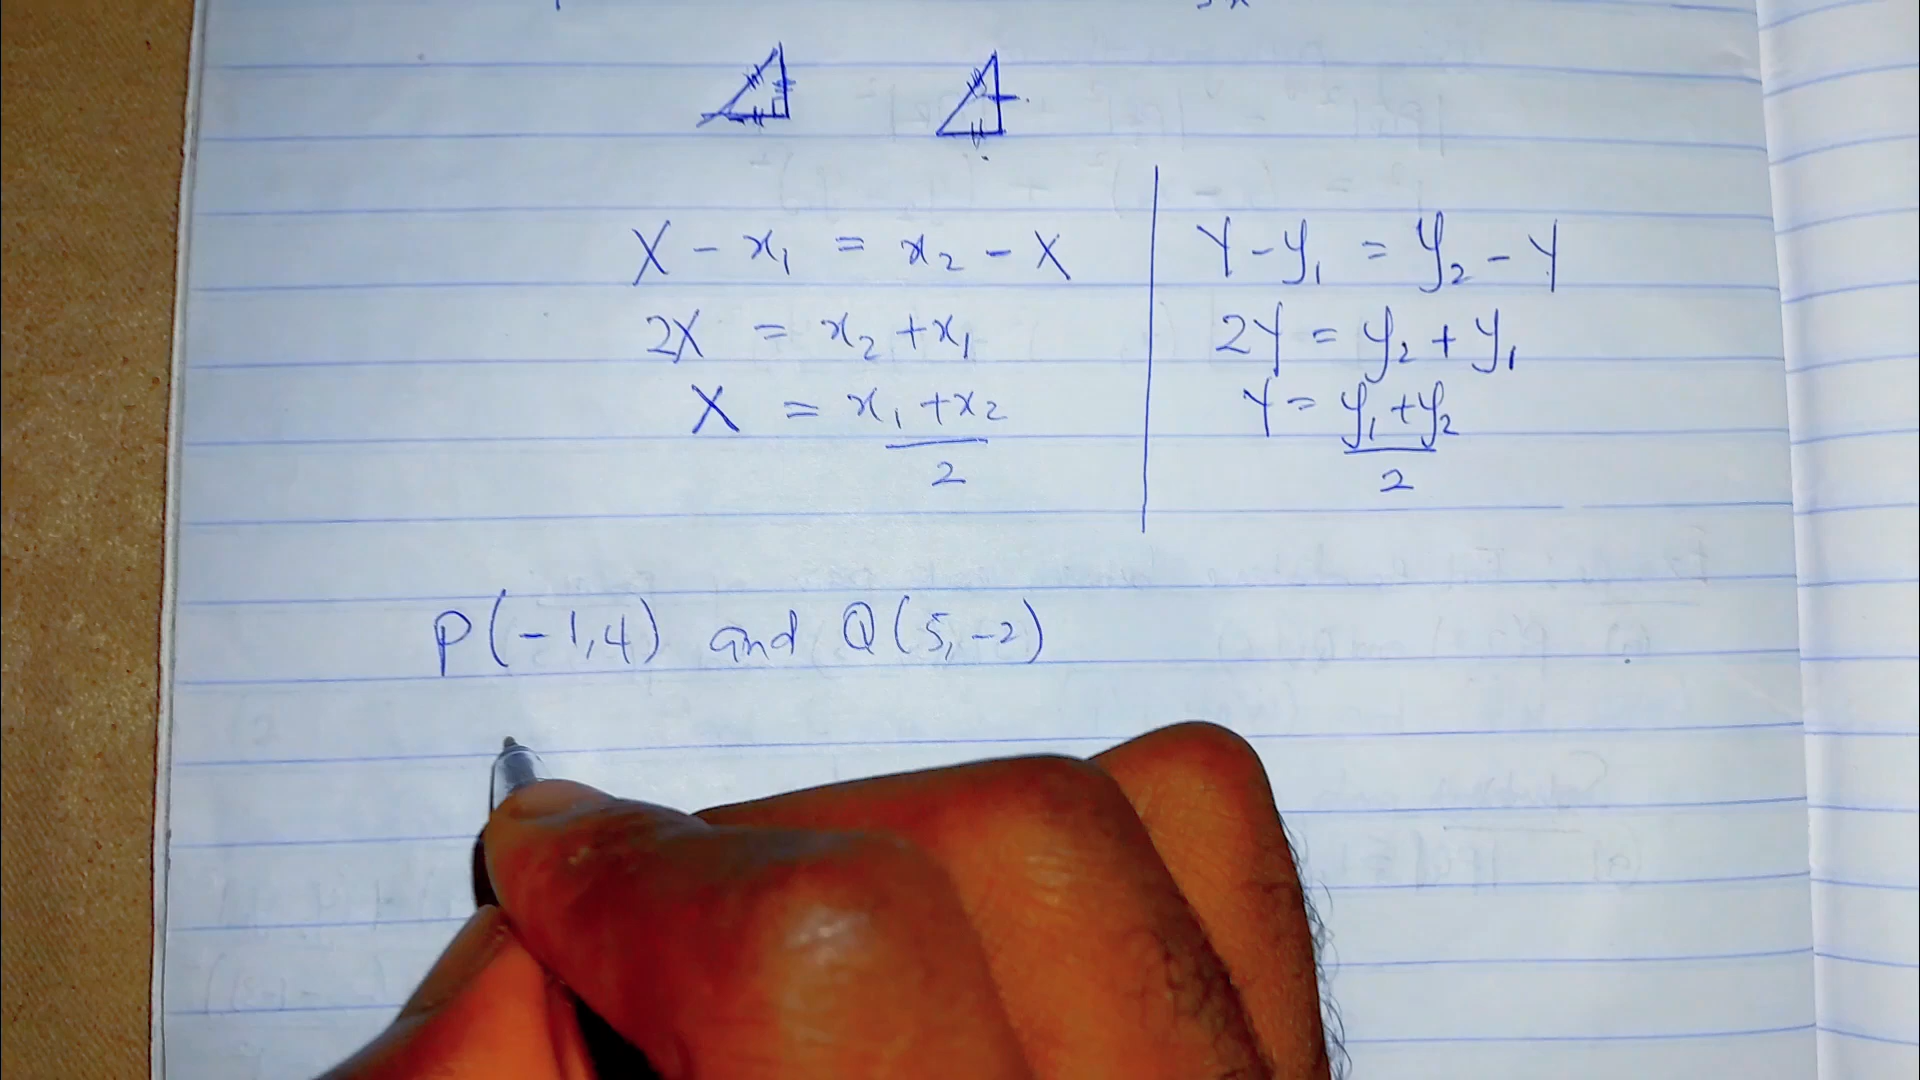 X - x₁ = x₂ - X
2X = x₂ + x₁
X = x₁ + x₂
2
Y - y₁ = y₂ - Y
2Y = y₂ + y₁
Y = y₁ + y₂
2
P(-1,4) and Q(5,-2)